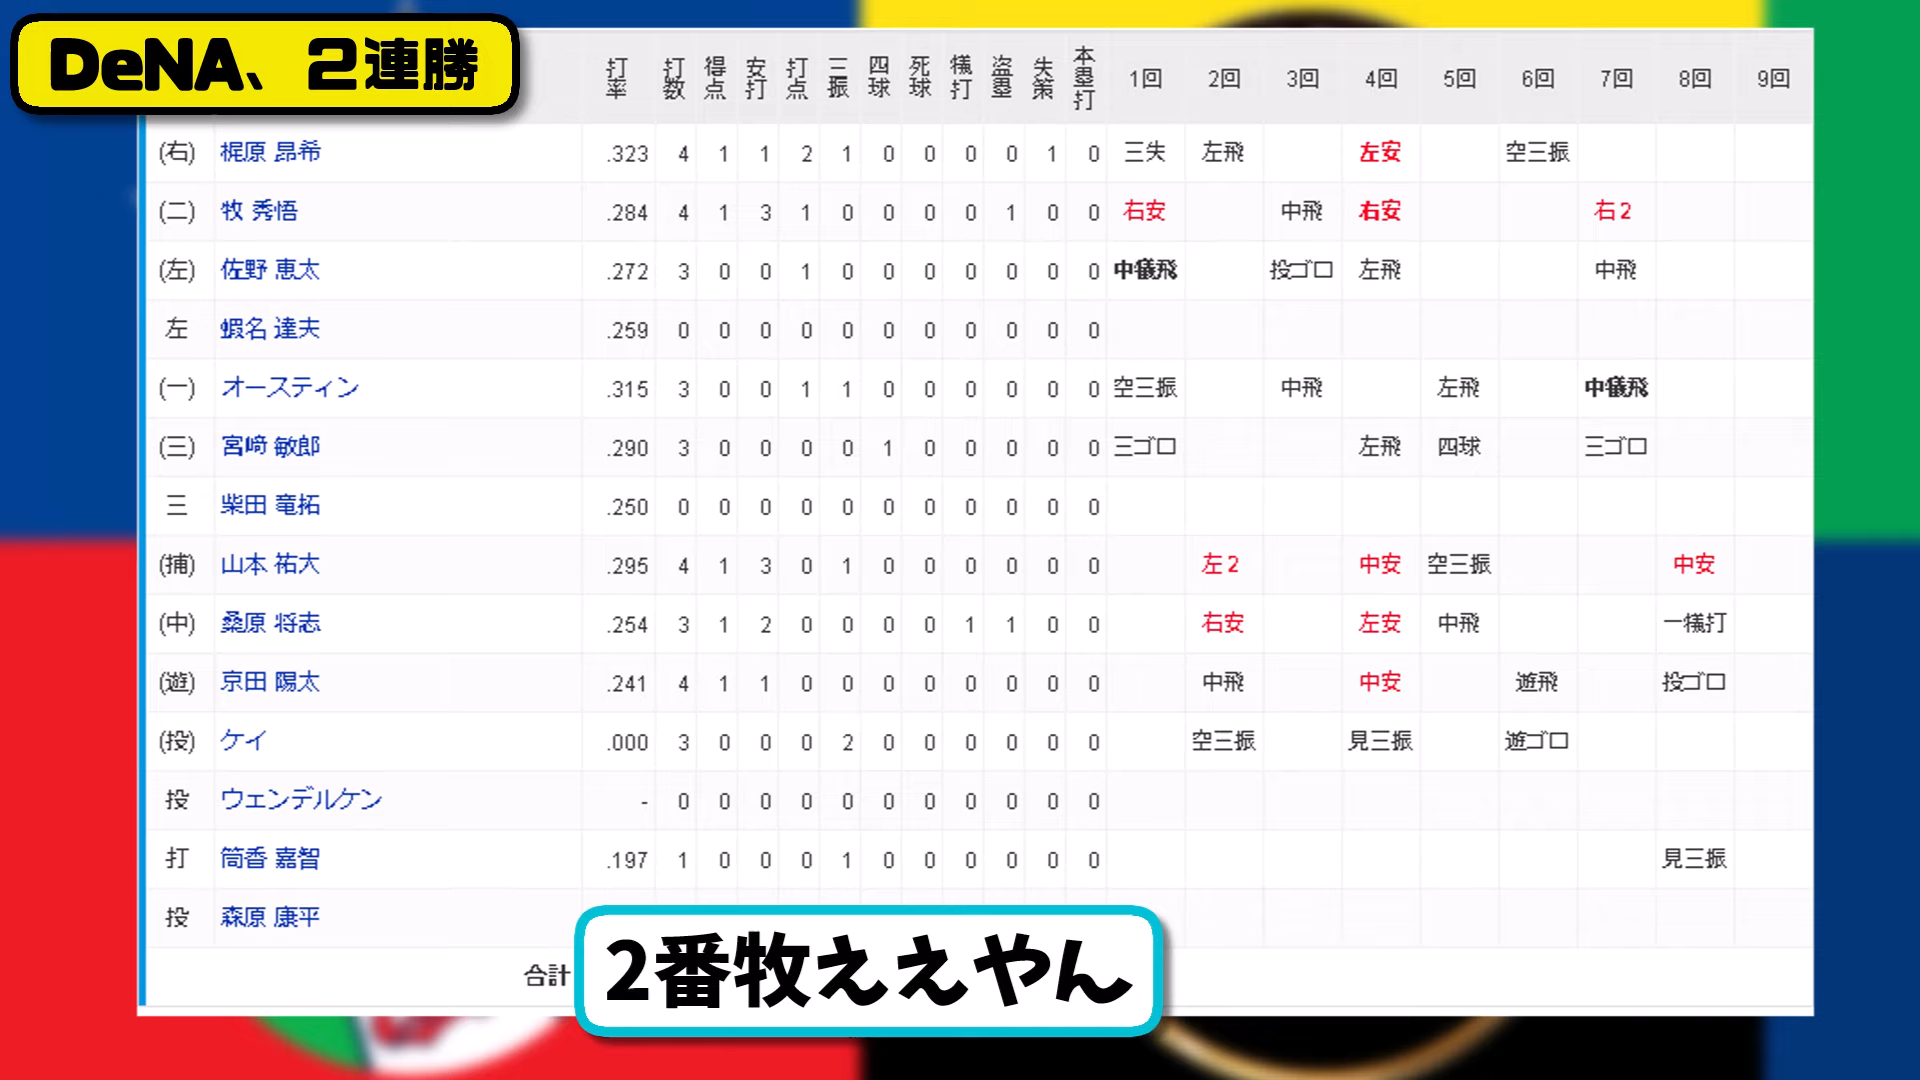 DeNA、2連勝
打率 打数 得点 安打 打点 三振 四球 死球 犠打 盗塁 失策 本塁打 1回 2回 3回 4回 5回 6回 7回 8回 9回
(右) 梶原 昂希 .323 4 1 1 2 1 0 0 0 0 1 0 三失 左飛 左安 空三振
(二) 牧 秀悟 .284 4 1 3 1 0 0 0 0 1 0 0 右安 中飛 右安 右2
(左) 佐野 恵太 .272 3 0 0 1 0 0 0 0 0 0 0 中犠飛 投ゴロ 左飛 中飛
左 蝦名 達夫 .259 0 0 0 0 0 0 0 0 0 0 0
(一) オースティン .315 3 0 0 1 1 0 0 0 0 0 0 空三振 中飛 左飛 中犠飛
(三) 宮﨑 敏郎 .290 3 0 0 0 0 1 0 0 0 0 0 三ゴロ 左飛 四球 三ゴロ
三 柴田 竜拓 .250 0 0 0 0 0 0 0 0 0 0 0
(捕) 山本 祐大 .295 4 1 3 0 1 0 0 0 0 0 0 左2 中安 空三振 中安
(中) 桑原 将志 .254 3 1 2 0 0 0 0 1 1 0 0 右安 左安 中飛 一犠打
(遊) 京田 陽太 .241 4 1 1 0 0 0 0 0 0 0 0 中飛 中安 遊飛 投ゴロ
(投) ケイ .000 3 0 0 0 2 0 0 0 0 0 0 空三振 見三振 遊ゴロ
投 ウェンデルケン - 0 0 0 0 0 0 0 0 0 0 0
打 筒香 嘉智 .197 1 0 0 0 1 0 0 0 0 0 0 見三振
投 森原 康平
合計
2番牧ええやん